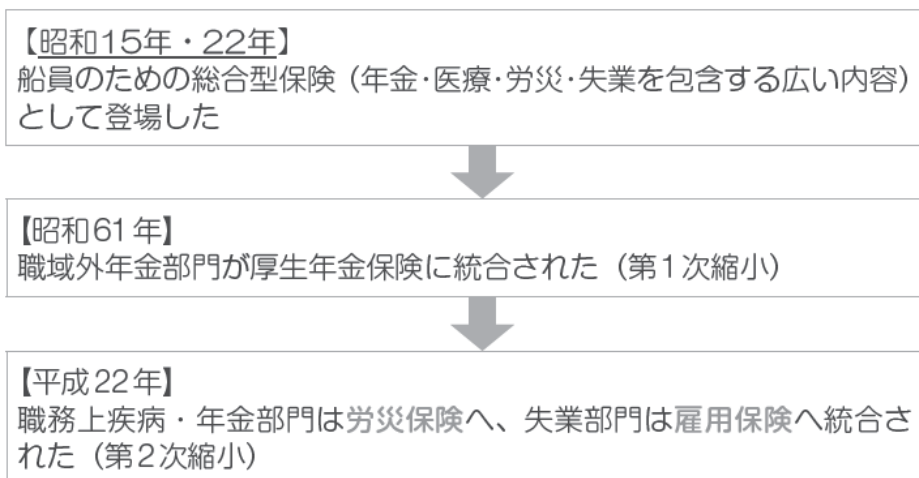 【昭和15年・22年】
船員のための総合型保険（年金・医療・労災・失業を包含する広い内容）
として登場した
【昭和61年】
職域外年金部門が厚生年金保険に統合された（第1次縮小）
【平成22年】
職務上疾病・年金部門は労災保険へ、失業部門は雇用保険へ統合さ
れた（第2次縮小）